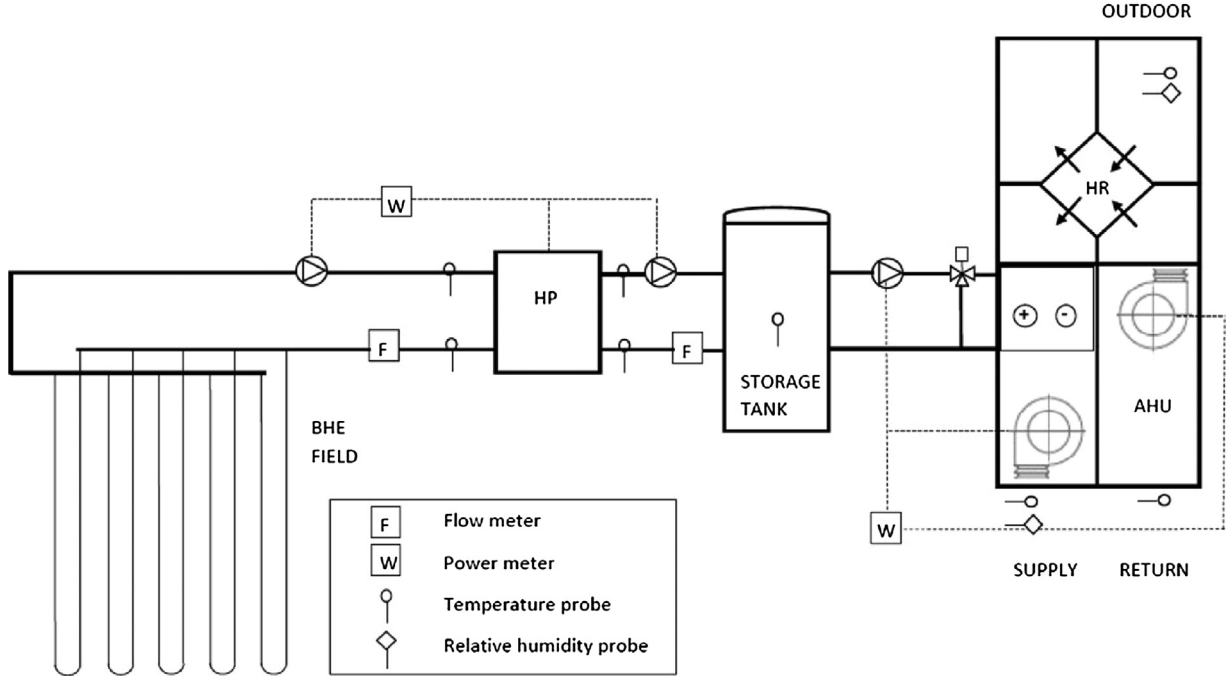 OUTDOOR
HR
W
HP
F
F
STORAGE
TANK
+ -
AHU
BHE
FIELD
W
SUPPLY RETURN
F Flow meter
W Power meter
Temperature probe
Relative humidity probe